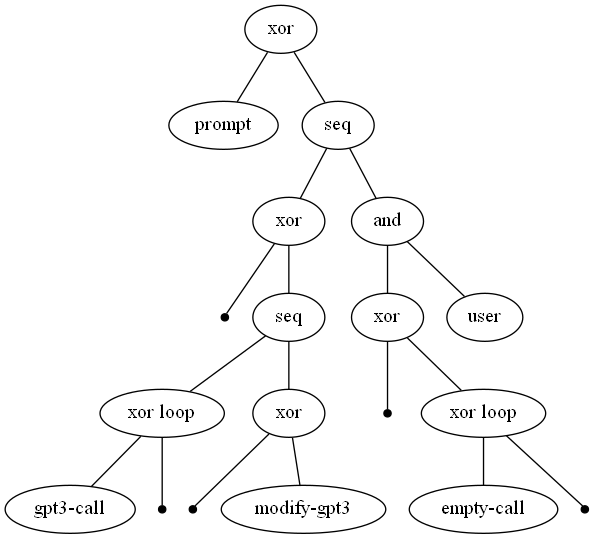 xor
prompt
seq
xor
and
seq
xor
user
xor loop
xor
xor loop
gpt3-call
modify-gpt3
empty-call